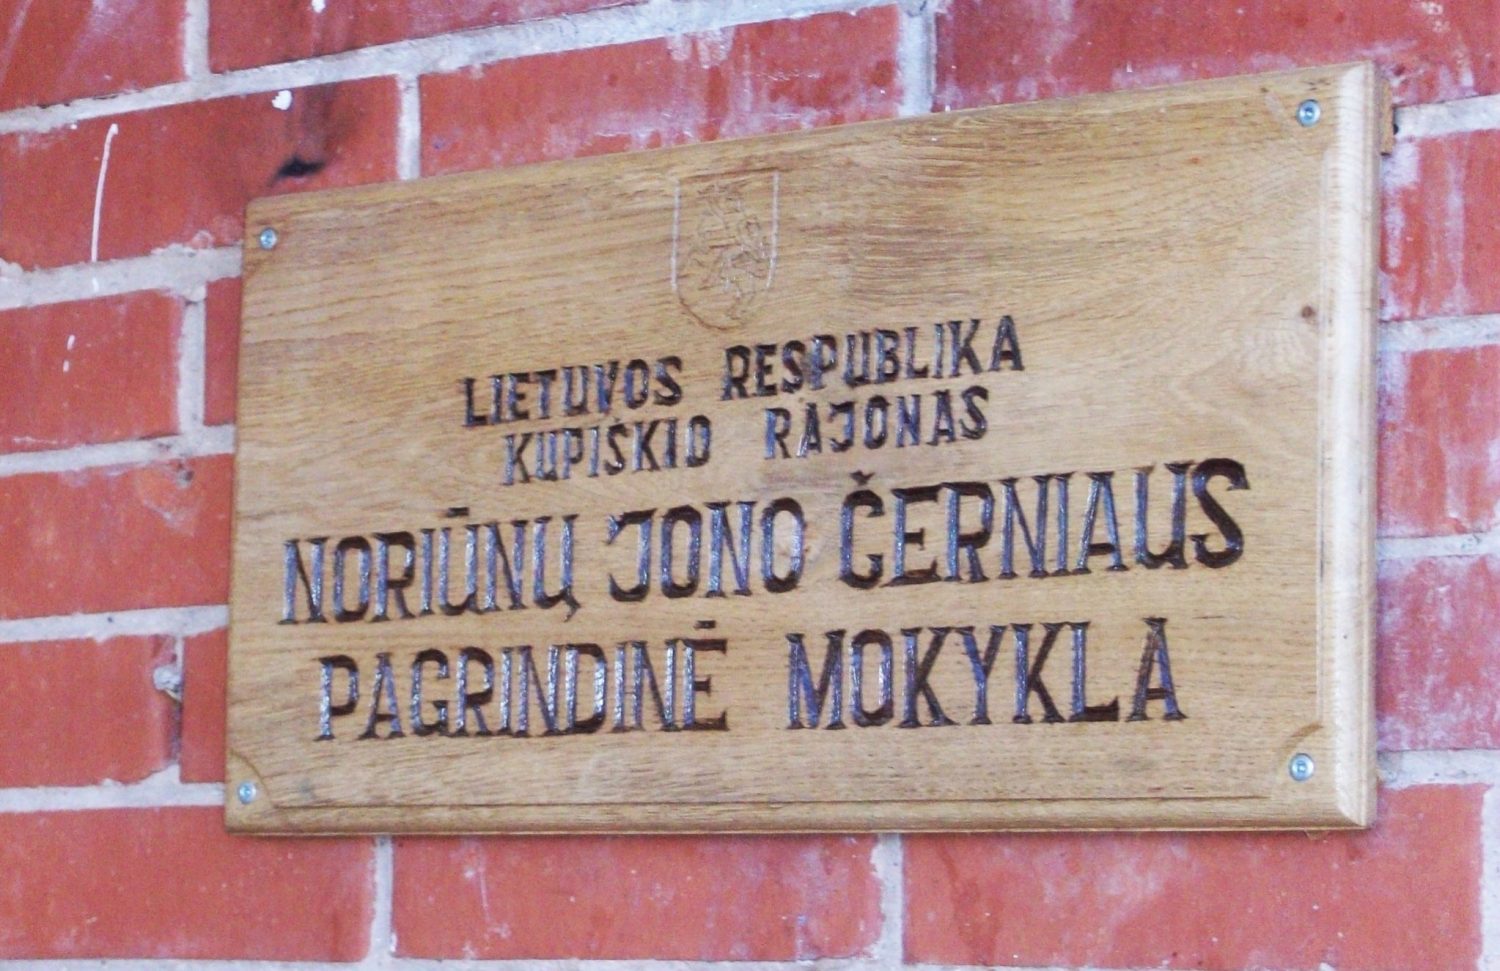 LIETUVOS RESPUBLIKA
KUPIŠKIO RAJONAS
NORIŪNŲ JONO ČERNIAUS
PAGRINDINĖ MOKYKLA